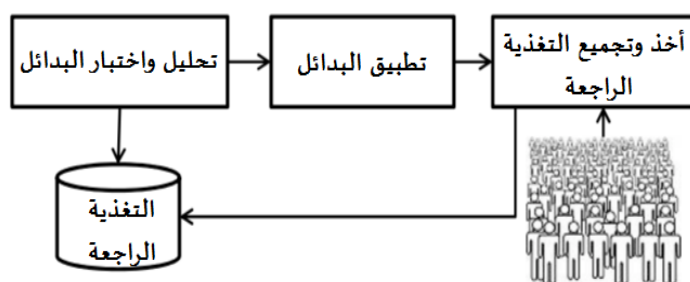 تحليل واختبار البدائل
تطبيق البدائل
أخذ وتجميع التغذية
الراجعة
التغذية
الراجعة